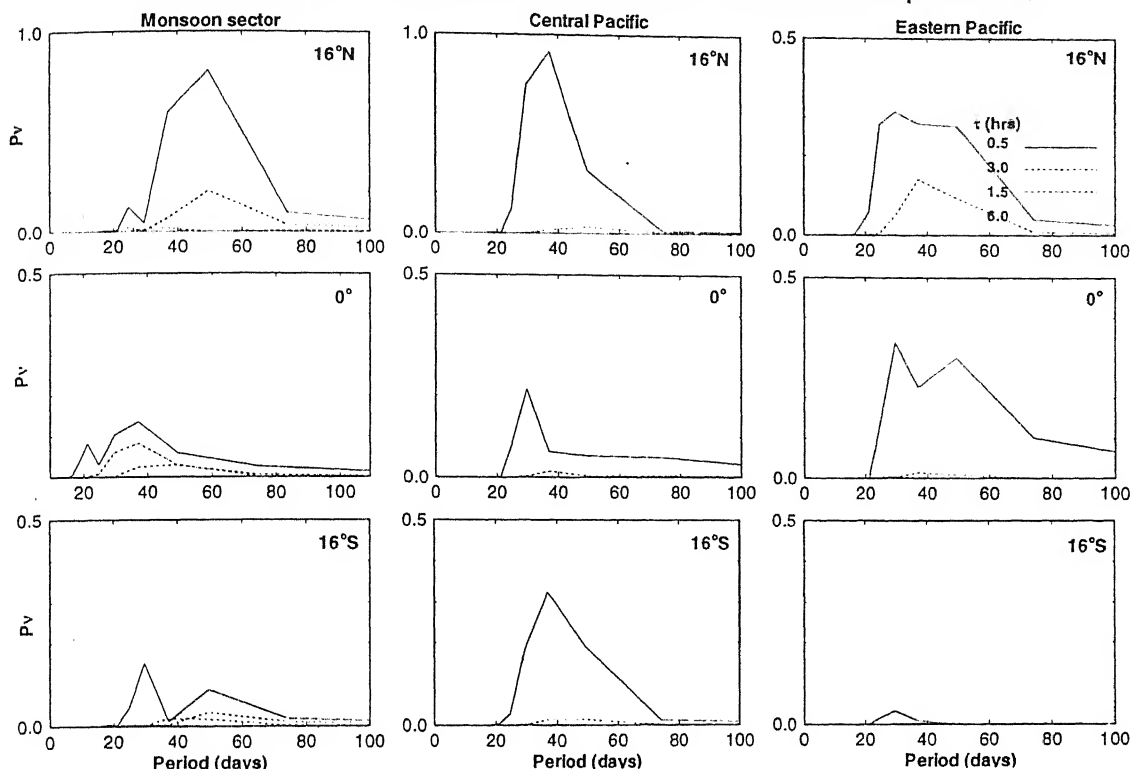 Monsoon sector Central Pacific Eastern Pacific
1.0 16°N 1.0 16°N 0.5 16°N
Pv
τ (hrs)
0.5
3.0
1.5
6.0
0.0 0.0 0.0
0 20 40 60 80 100 0 20 40 60 80 100 0 20 40 60 80 100
0.5 0° 0.5 0° 0.5 0°
Pv
0.0 0.0 0.0
20 40 60 80 100 0 20 40 60 80 100 0 20 40 60 80 100
0.5 16°S 0.5 16°S 0.5 16°S
Pv
0.0 0.0 0.0
0 20 40 60 80 100 0 20 40 60 80 100 0 20 40 60 80 100
Period (days) Period (days) Period (days)